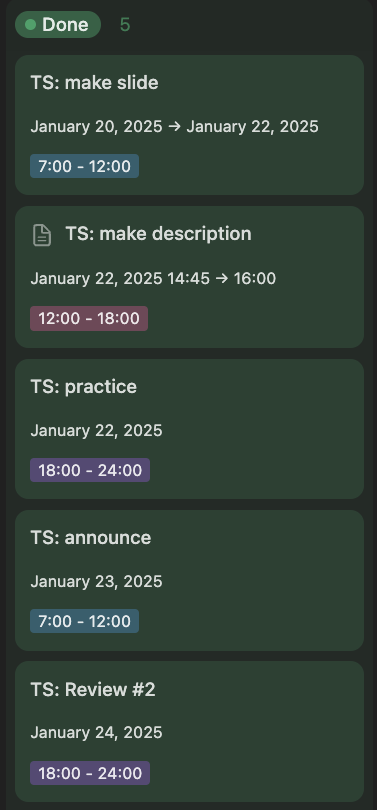 Done 5
TS: make slide
January 20, 2025 → January 22, 2025
7:00 - 12:00
TS: make description
January 22, 2025 14:45 → 16:00
12:00 - 18:00
TS: practice
January 22, 2025
18:00 - 24:00
TS: announce
January 23, 2025
7:00 - 12:00
TS: Review #2
January 24, 2025
18:00 - 24:00